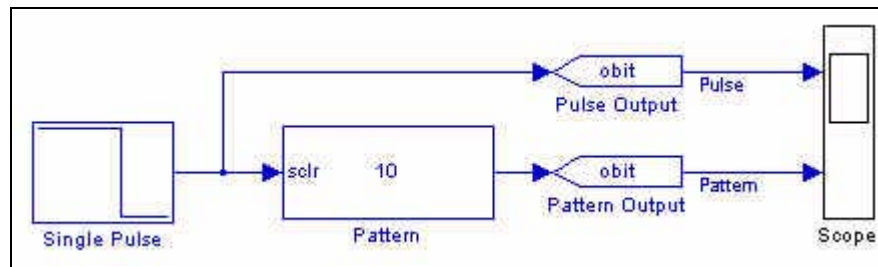 obit
Pulse
Pulse Output
sclr 10
obit
Pattern
Pattern Output
Single Pulse
Pattern
Scope